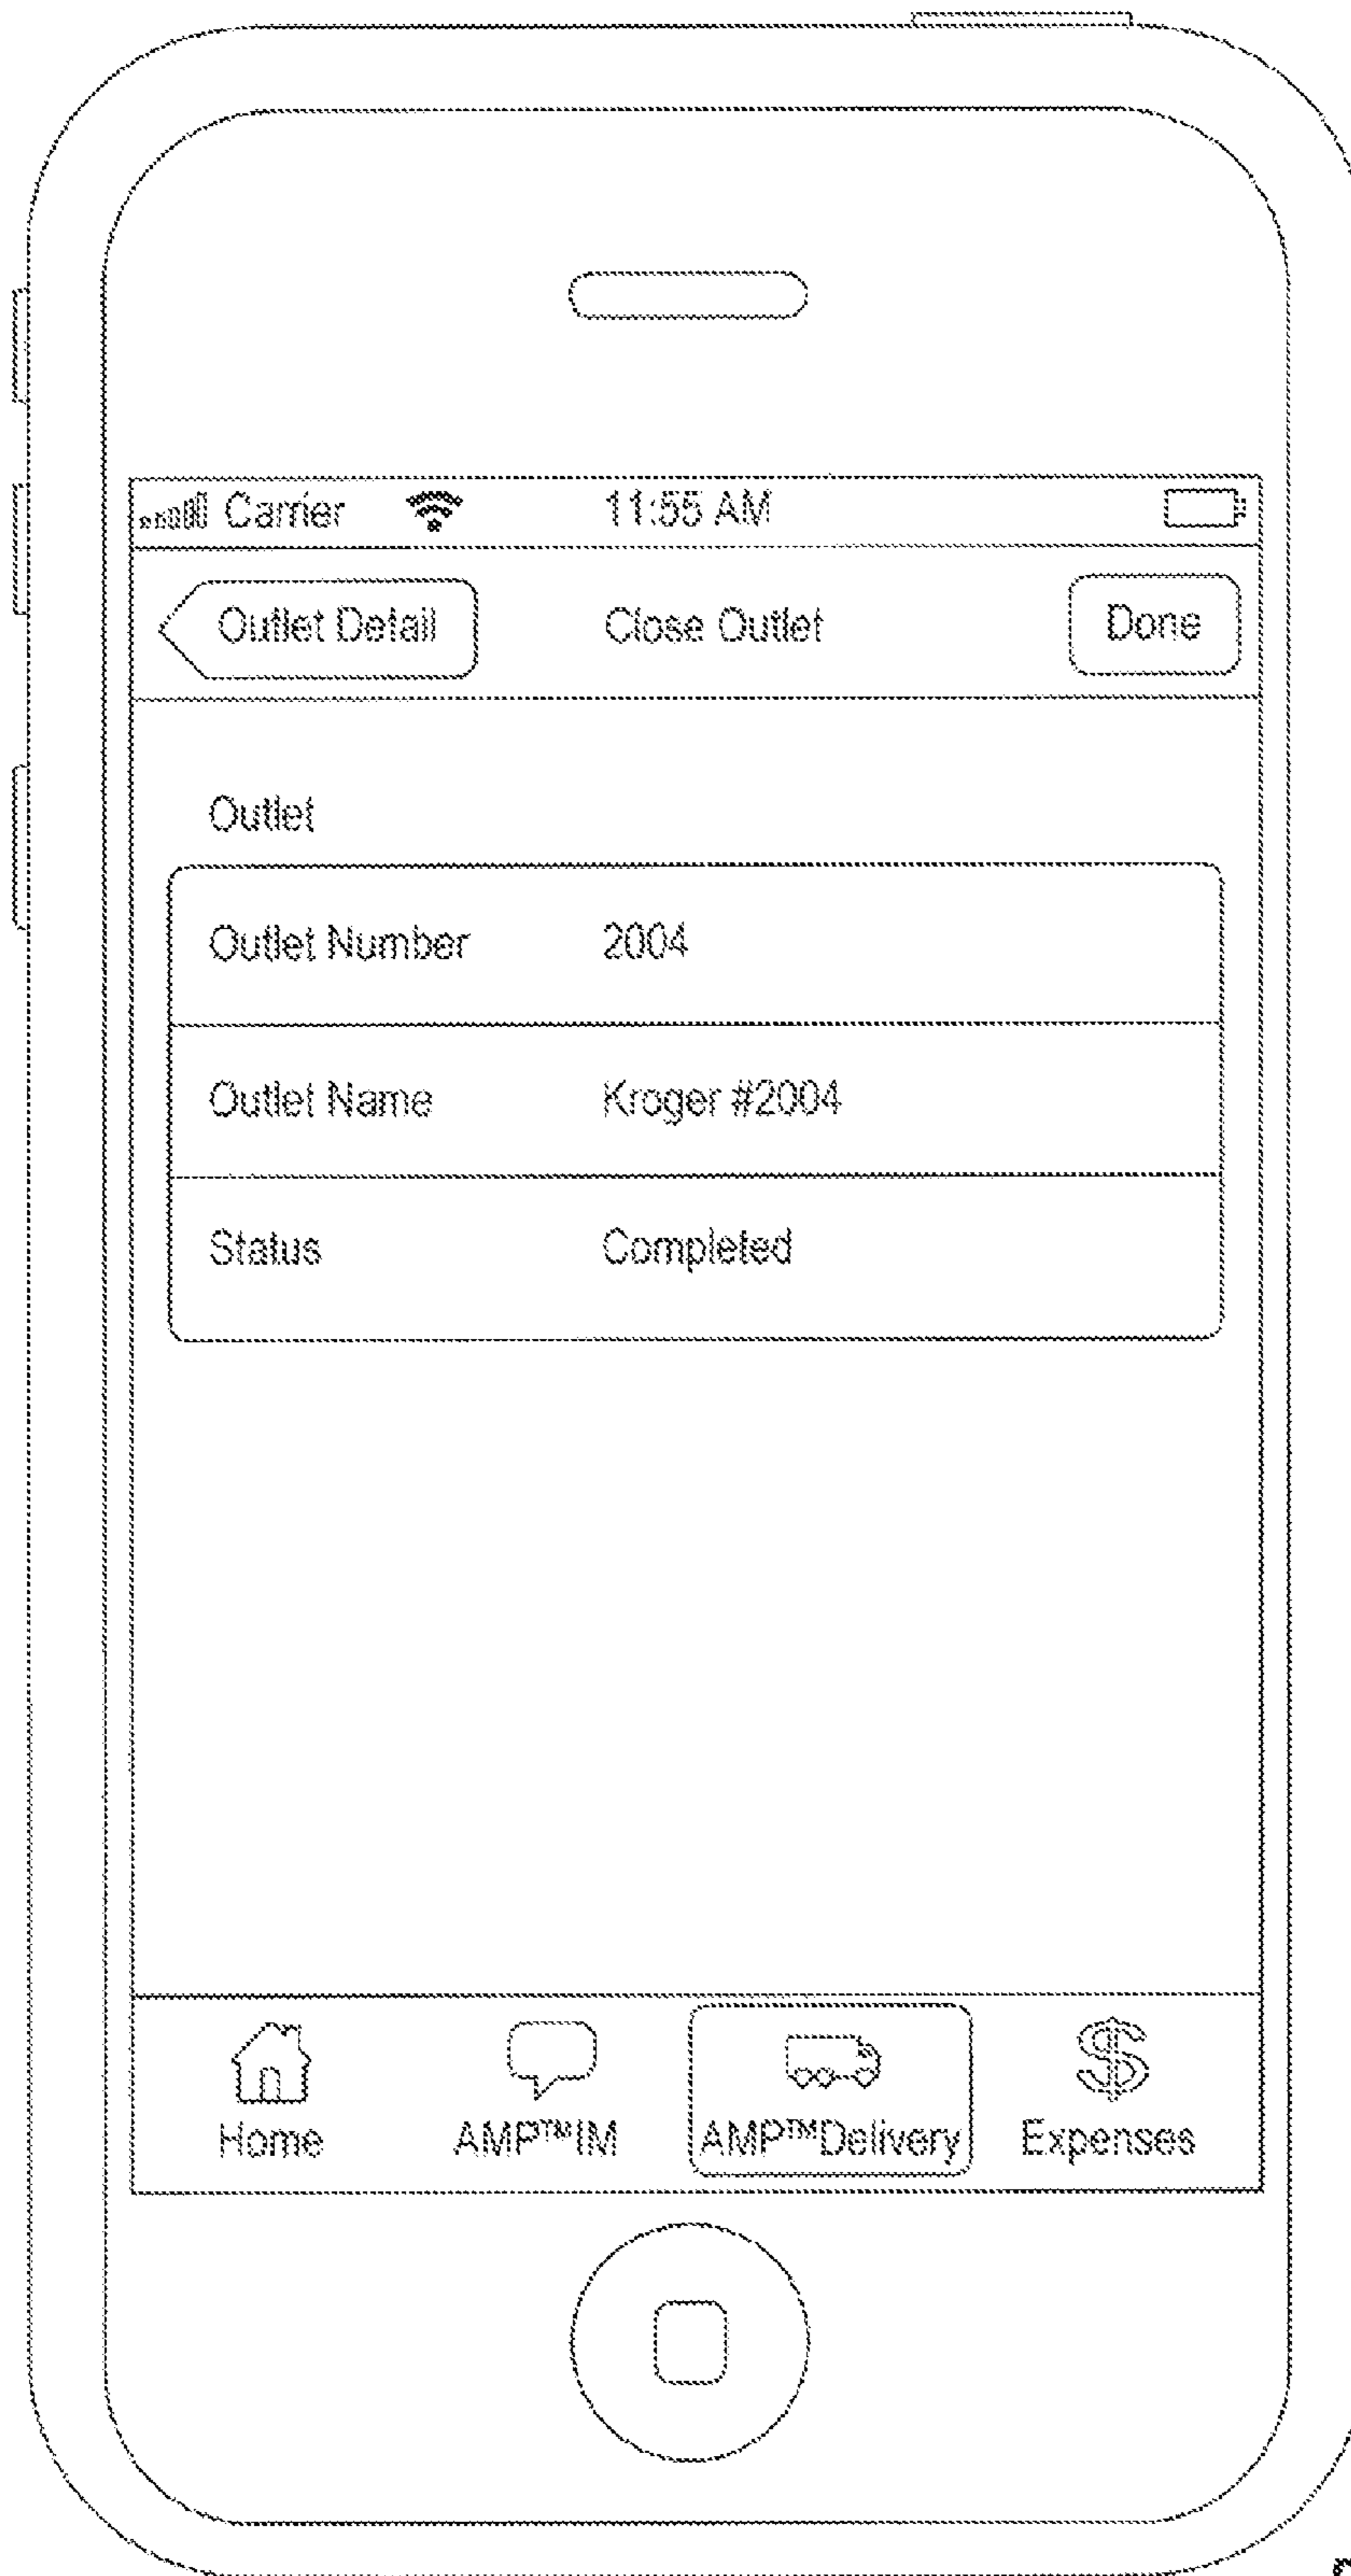 Carrier 11:55 AM
Outlet Detail Close Outlet Done
Outlet
Outlet Number 2004
Outlet Name Kroger #2004
Status Completed
Home AMP™IM AMP™Delivery Expenses